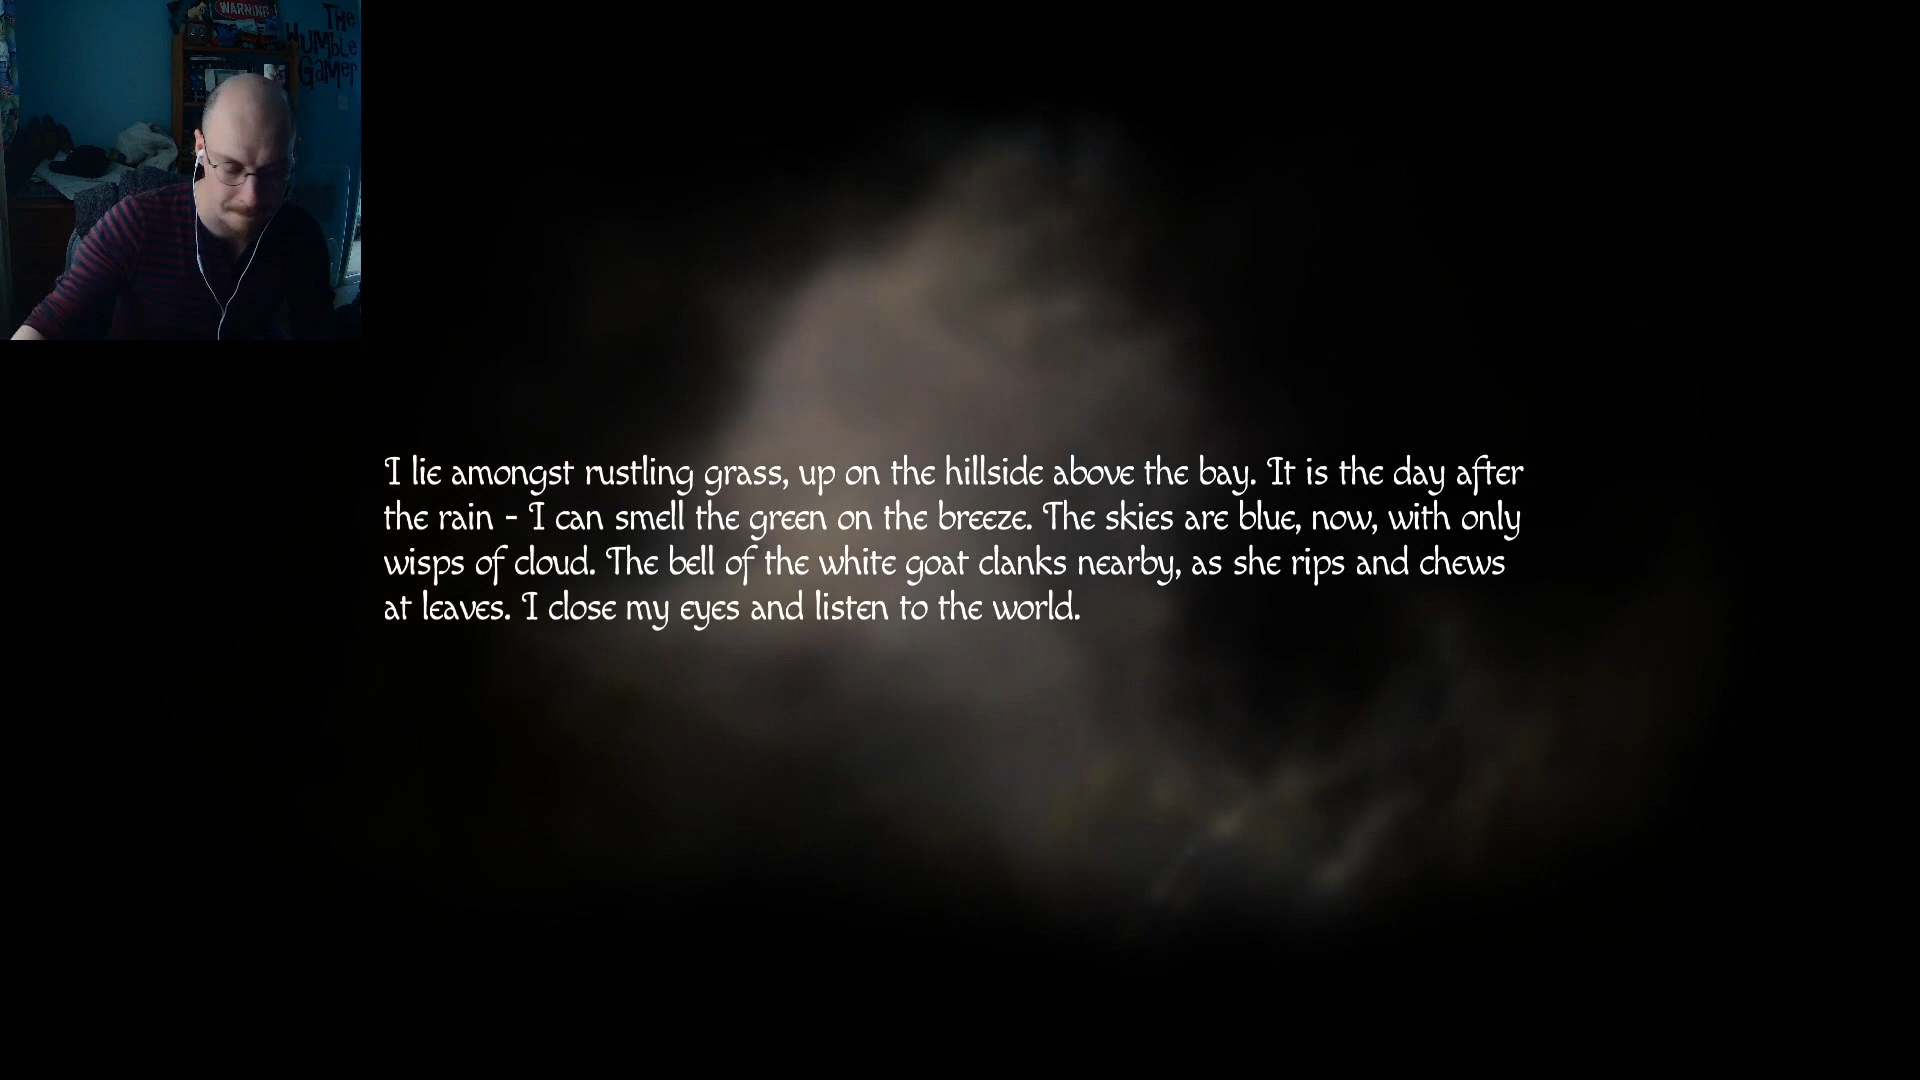 WARNING!
The
Humble
Gamer
I lie amongst rustling grass, up on the hillside above the bay. It is the day after
the rain - I can smell the green on the breeze. The skies are blue, now, with only
wisps of cloud. The bell of the white goat clanks nearby, as she rips and chews
at leaves. I close my eyes and listen to the world.